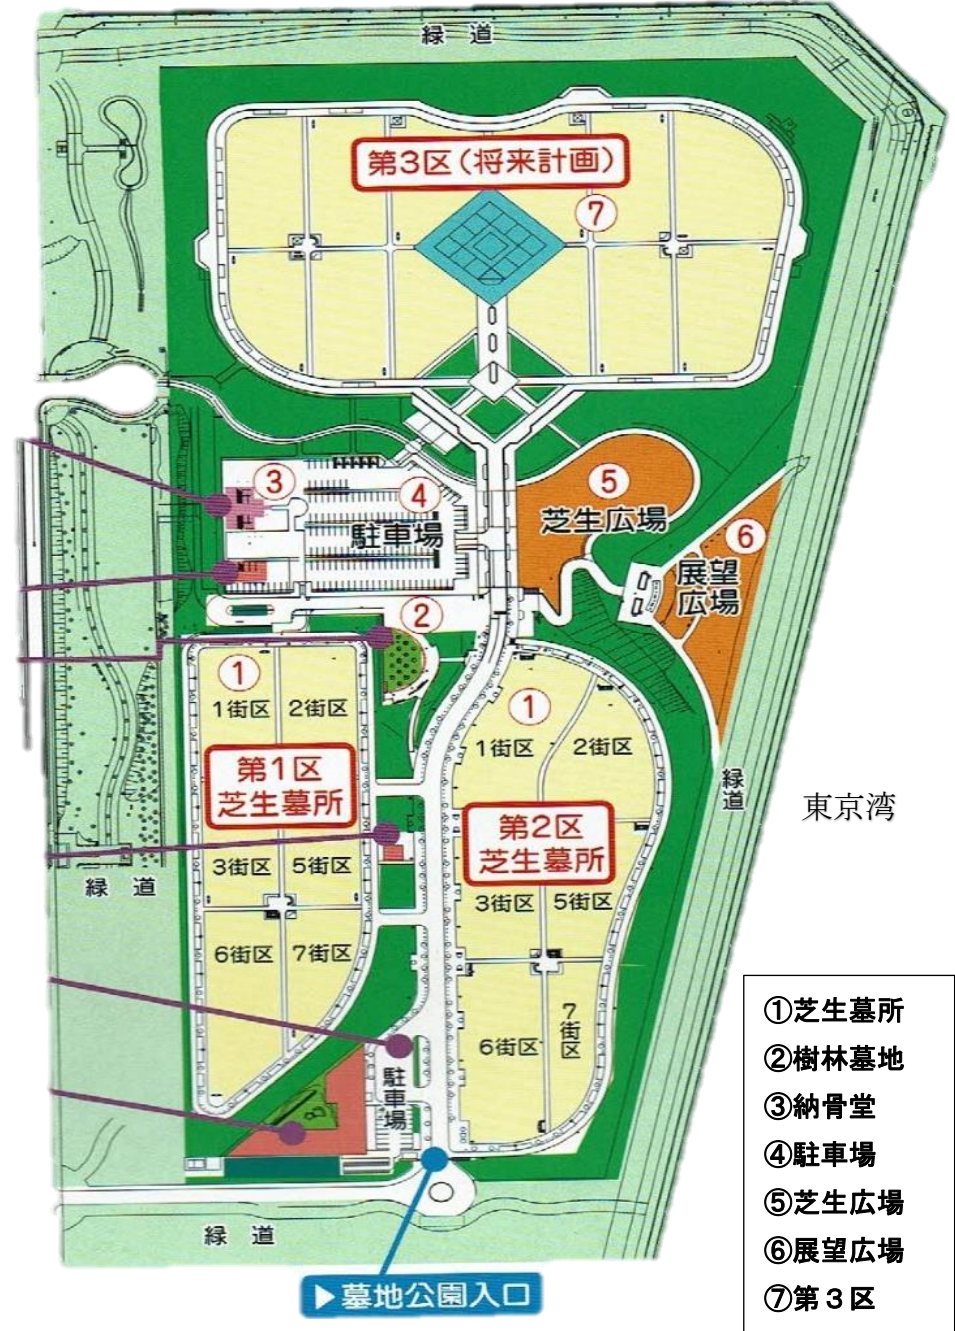 緑 道
第3区(将来計画)
⑦
③
④
駐車場
⑤
芝生広場
⑥
展望
広場
②
①
1街区
2街区
第1区
芝生墓所
3街区
5街区
6街区
7街区
①
1街区
2街区
第2区
芝生墓所
3街区
5街区
6街区
7街区
緑道
東京湾
緑 道
駐車場
緑 道
▶墓地公園入口
①芝生墓所
②樹林墓地
③納骨堂
④駐車場
⑤芝生広場
⑥展望広場
⑦第３区